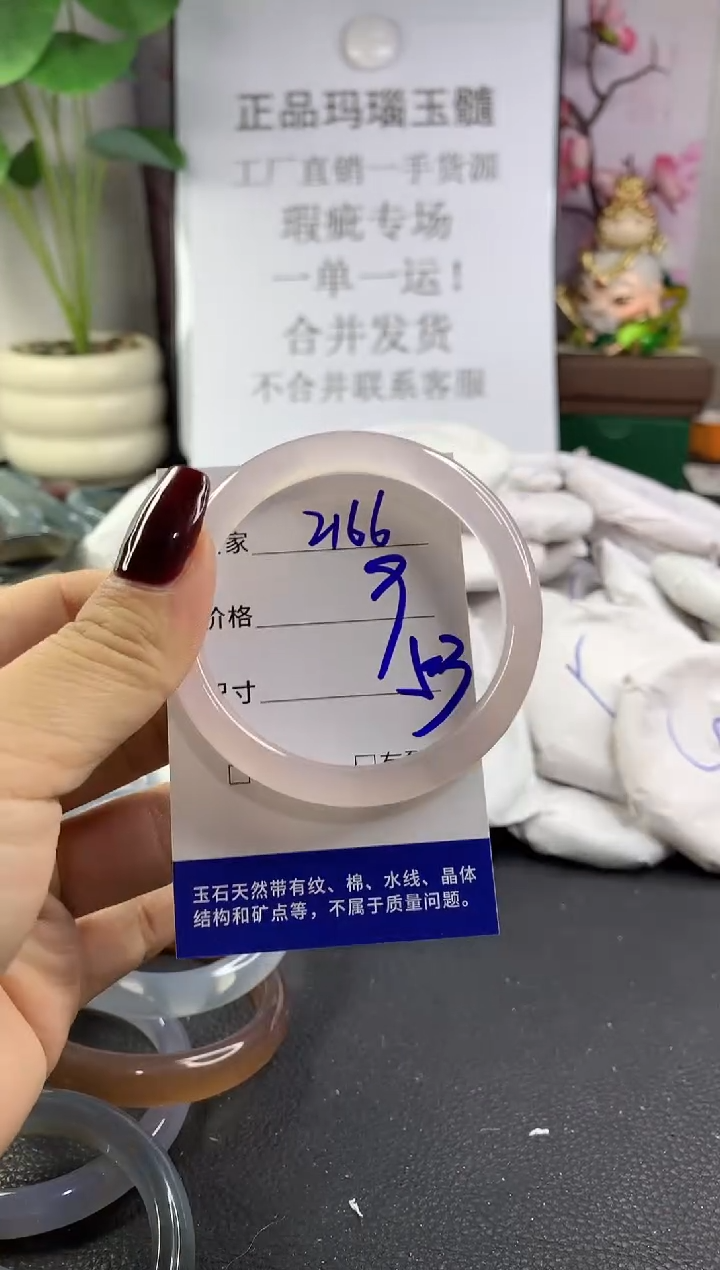 正品玛瑙玉髓
工厂直销一手货源
瑕疵专场
一单一运！
合并发货
不合并联系客服
家 2166
价格
尺寸 53
玉石天然带有纹、棉、水线、晶体
结构和矿点等，不属于质量问题。